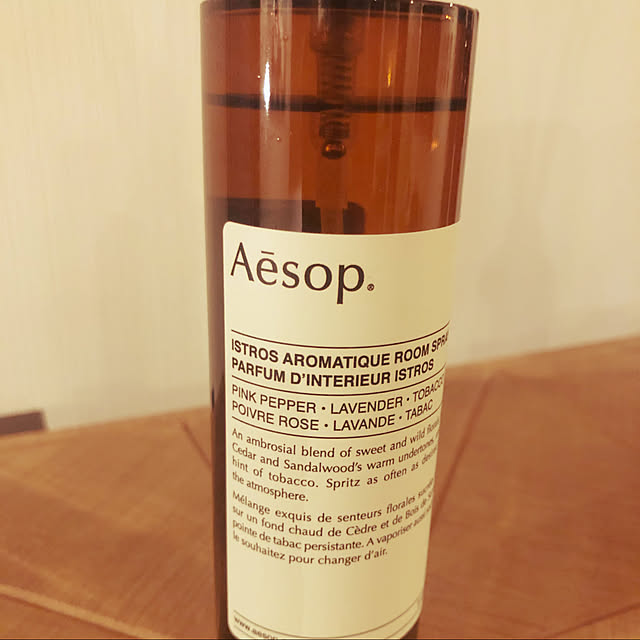 Aēsop®
ISTROS AROMATIQUE ROOM
PARFUM D'INTERIEUR ISTROS
PINK PEPPER • LAVENDER • TOBACCO
POIVRE ROSE • LAVANDE • TABAC
An ambrosial blend of sweet and wild
Cedar and Sandalwood's warm undertones,
hint of tobacco. Spritz as often as
the atmosphere.
Mélange exquis de senteurs florales
sur un fond chaud de Cèdre et de Bois de
pointe de tabac persistante. A vaporiser
le souhaitez pour changer d'air.